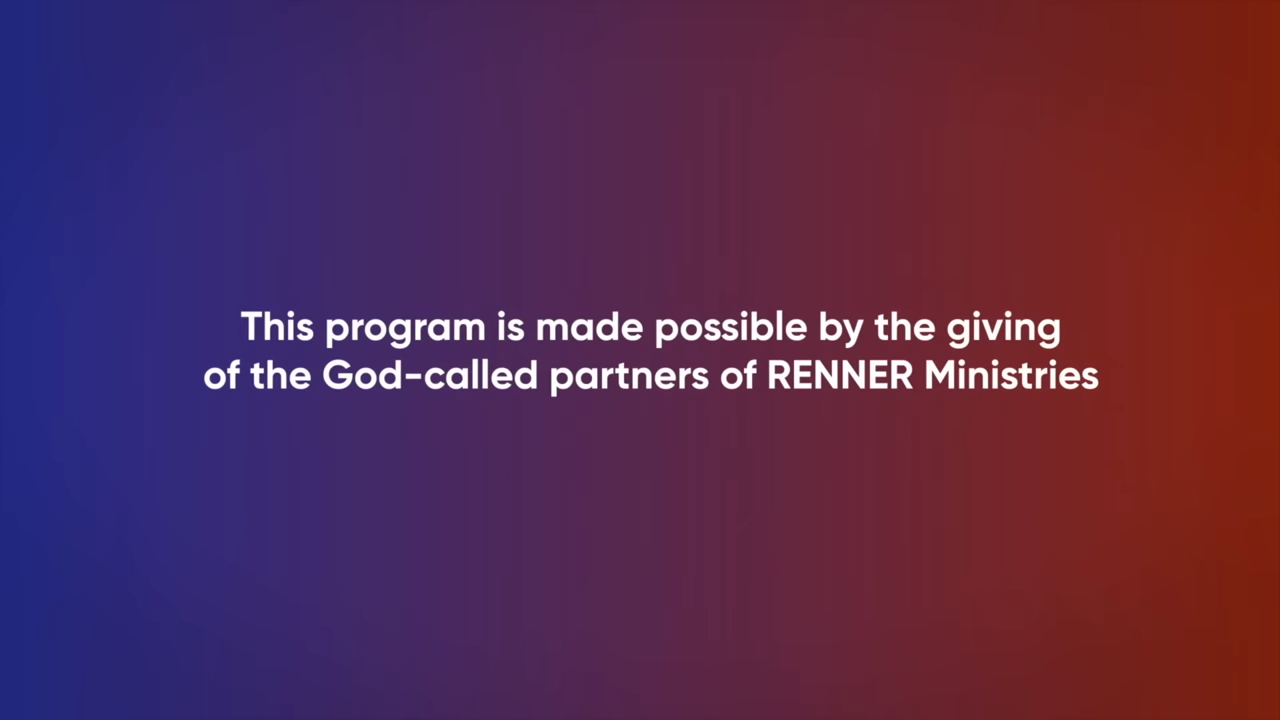 This program is made possible by the giving
of the God-called partners of RENNER Ministries